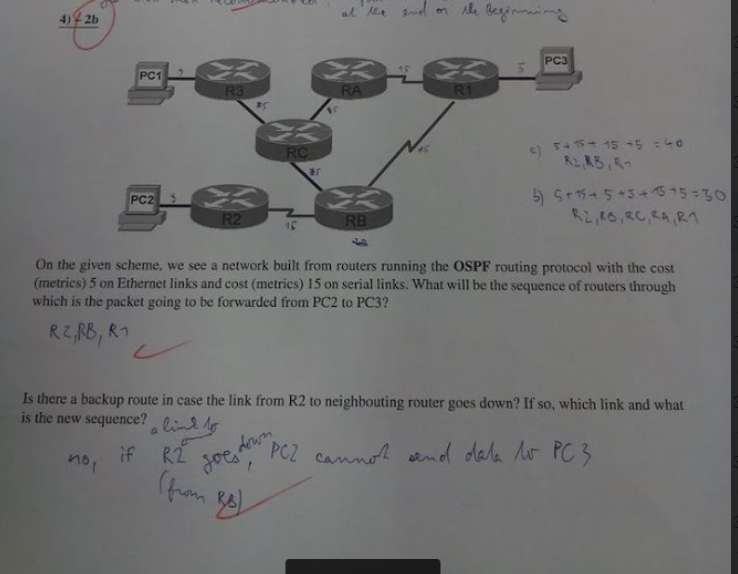 at the end or the beginning
4) - 2b
PC1
R3
RA
15
R1
5
PC3
RC
PC2
5
R2
15
RB
a) 5+15+15+5=40
R2, RB, R1
b) 5+15+5+5+15+5=30
R2, RB, RC, RA, R1
On the given scheme, we see a network built from routers running the OSPF routing protocol with the cost
(metrics) 5 on Ethernet links and cost (metrics) 15 on serial links. What will be the sequence of routers through
which is the packet going to be forwarded from PC2 to PC3?
R2, RB, R1
Is there a backup route in case the link from R2 to neighbouting router goes down? If so, which link and what
is the new sequence?
a link to
no, if R2 goes down, PC2 cannot send data to PC3
(from RB)